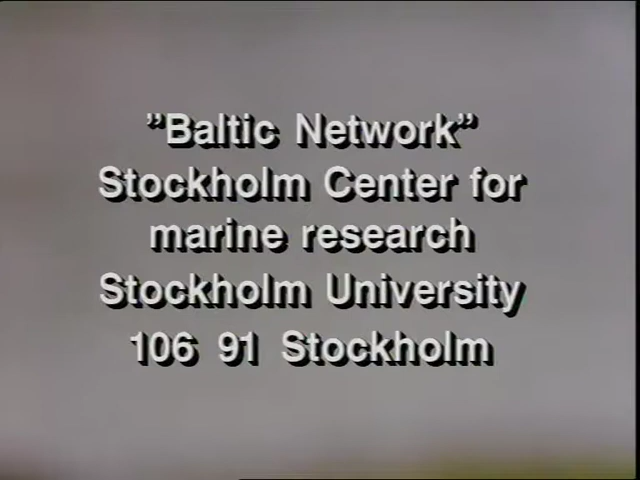 ”Baltic Network”
Stockholm Center for
marine research
Stockholm University
106 91 Stockholm